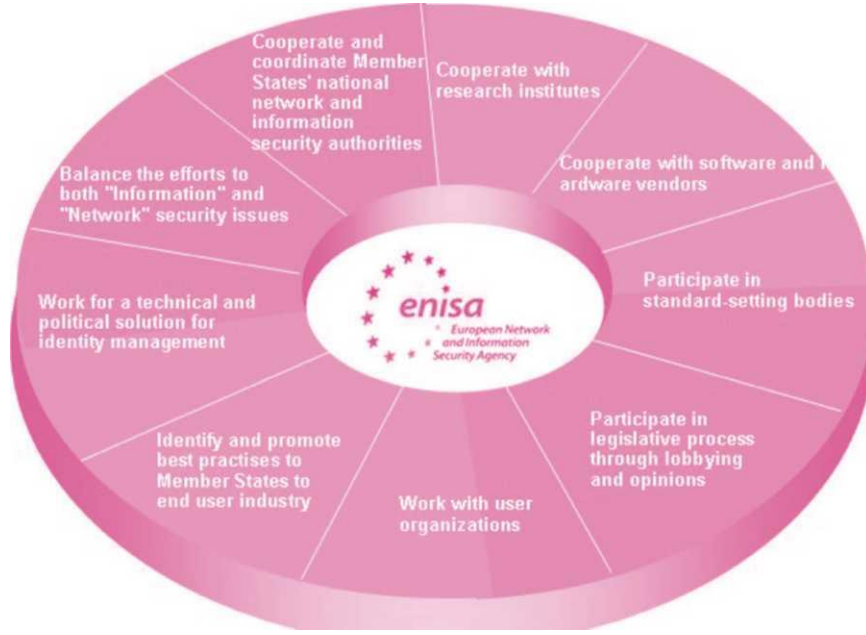 Cooperate and
coordinate Member
States' national
network and
information
security authorities
Cooperate with
research institutes
Cooperate with software and h
ardware vendors
Participate in
standard-setting bodies
Participate in
legislative process
through lobbying
and opinions
Work with user
organizations
Identify and promote
best practises to
Member States to
end user industry
Work for a technical and
political solution for
identity management
Balance the efforts to
both "Information" and
"Network" security issues
enisa
European Network
and Information
Security Agency